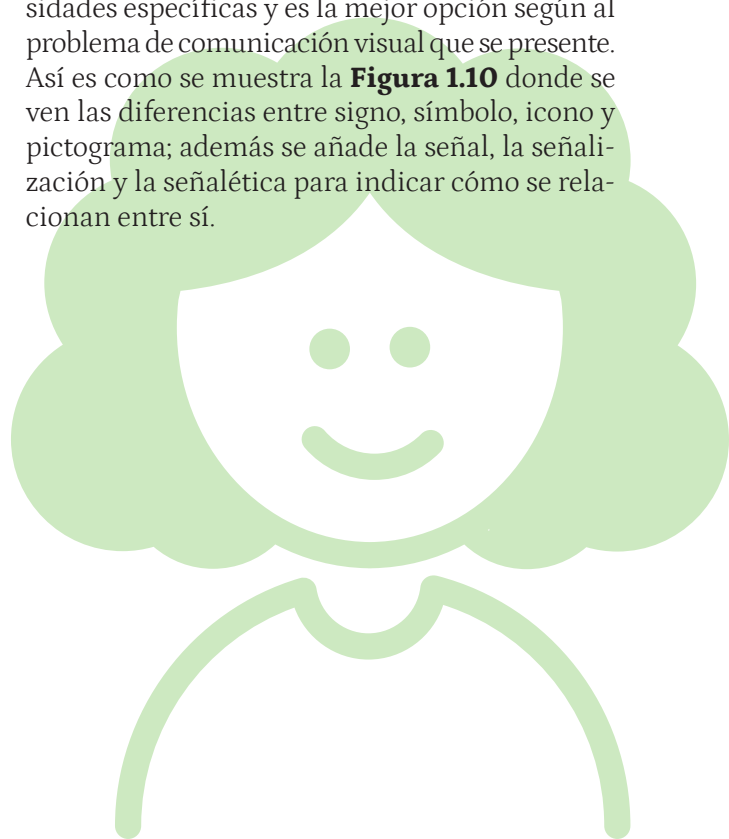 sidades específicas y es la mejor opción según al
problema de comunicación visual que se presente.
Así es como se muestra la Figura 1.10 donde se
ven las diferencias entre signo, símbolo, icono y
pictograma; además se añade la señal, la señali-
zación y la señalética para indicar cómo se rela-
cionan entre sí.